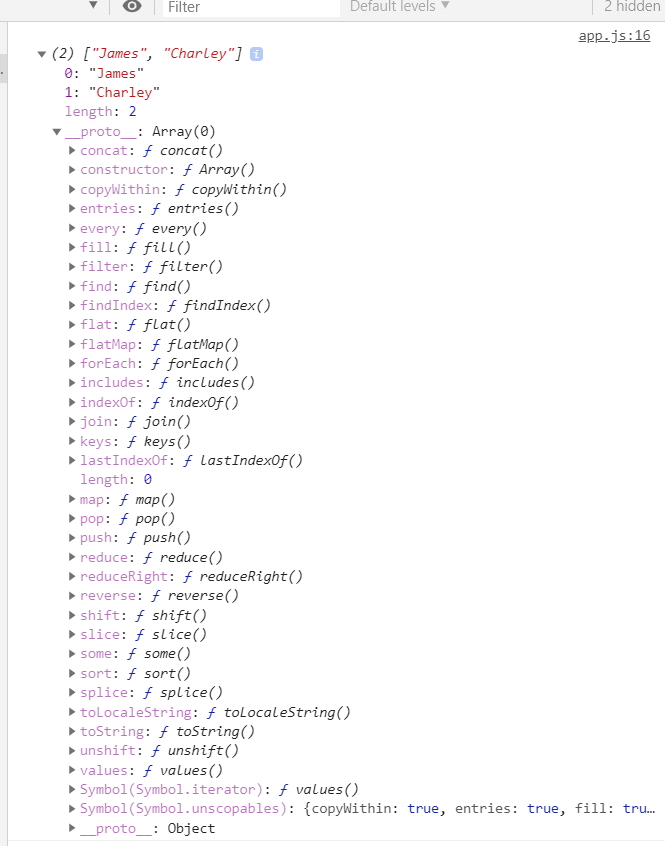 Filter Default levels 2 hidden
app.js:16
(2) ["James", "Charley"] i
0: "James"
1: "Charley"
length: 2
__proto__: Array(0)
concat: ƒ concat()
constructor: ƒ Array()
copyWithin: ƒ copyWithin()
entries: ƒ entries()
every: ƒ every()
fill: ƒ fill()
filter: ƒ filter()
find: ƒ find()
findIndex: ƒ findIndex()
flat: ƒ flat()
flatMap: ƒ flatMap()
forEach: ƒ forEach()
includes: ƒ includes()
indexOf: ƒ indexOf()
join: ƒ join()
keys: ƒ keys()
lastIndexOf: ƒ lastIndexOf()
length: 0
map: ƒ map()
pop: ƒ pop()
push: ƒ push()
reduce: ƒ reduce()
reduceRight: ƒ reduceRight()
reverse: ƒ reverse()
shift: ƒ shift()
slice: ƒ slice()
some: ƒ some()
sort: ƒ sort()
splice: ƒ splice()
toLocaleString: ƒ toLocaleString()
toString: ƒ toString()
unshift: ƒ unshift()
values: ƒ values()
Symbol(Symbol.iterator): ƒ values()
Symbol(Symbol.unscopables): {copyWithin: true, entries: true, fill: tru…
__proto__: Object